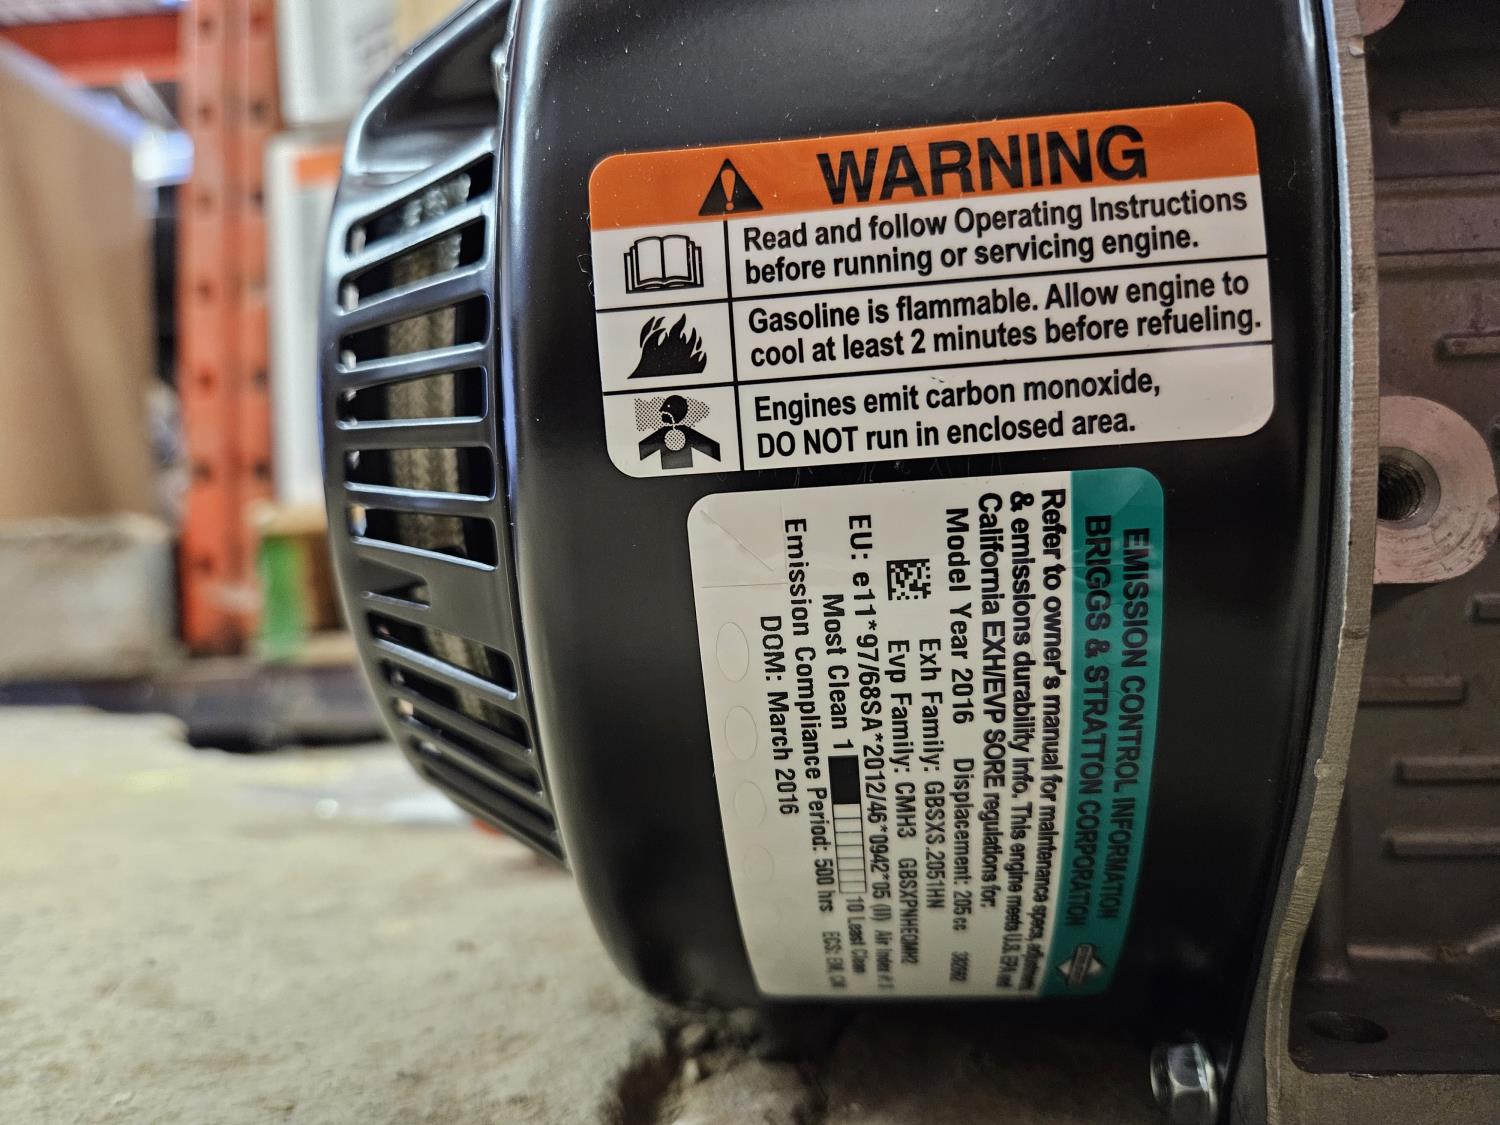 WARNING
Read and follow Operating Instructions
before running or servicing engine.
Gasoline is flammable. Allow engine to
cool at least 2 minutes before refueling.
Engines emit carbon monoxide,
DO NOT run in enclosed area.
EMISSION CONTROL INFORMATION
BRIGGS & STRATTON CORPORATION
Refer to owner's manual for maintenance specs, adjustments
& emissions durability info. This engine meets U.S. EPA and
California EXH/EVP SORE regulations for:
Model Year 2016 Displacement: 205 cc
Exh Family: GBSXS.2051HN
Evp Family: CMH3
EU: e11*97/68SA*2012/46*0942*05 (II) Air Index #: 3
Most Clean 1 10 Least Clean
Emission Compliance Period: 500 hrs ECS: EM,
DOM: March 2016